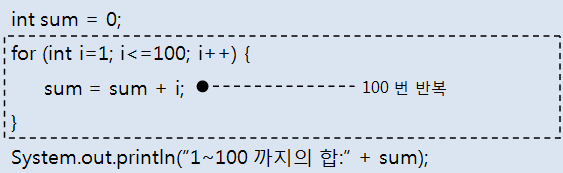 int sum = 0;
for (int i=1; i<=100; i++) {
sum = sum + i; 100 번 반복
}
System.out.println(“1~100 까지의 합:” + sum);